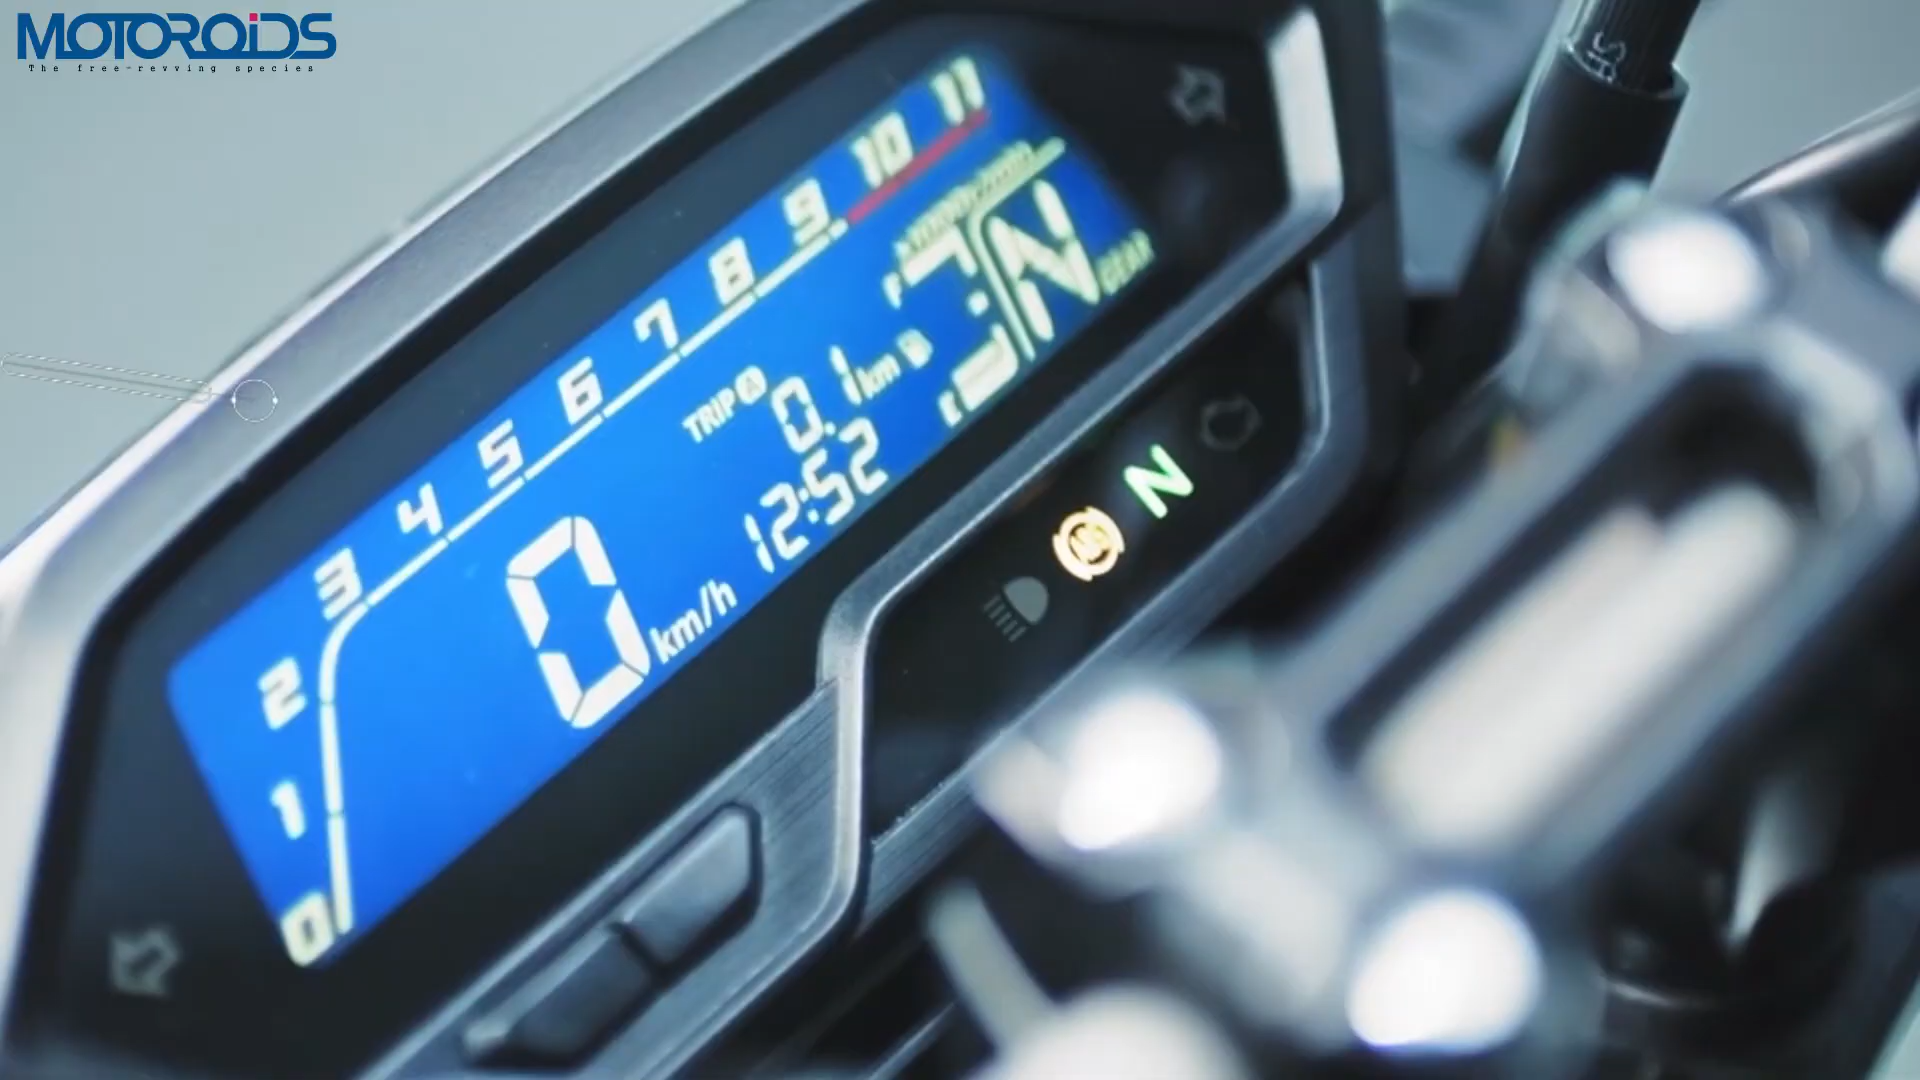 MOTOROiDS
The free-revving species
0 1 2 3 4 5 6 7 8 9 10 11
TRIP A
0.1 km
12:52
0 km/h
N
GEAR
F
E
N